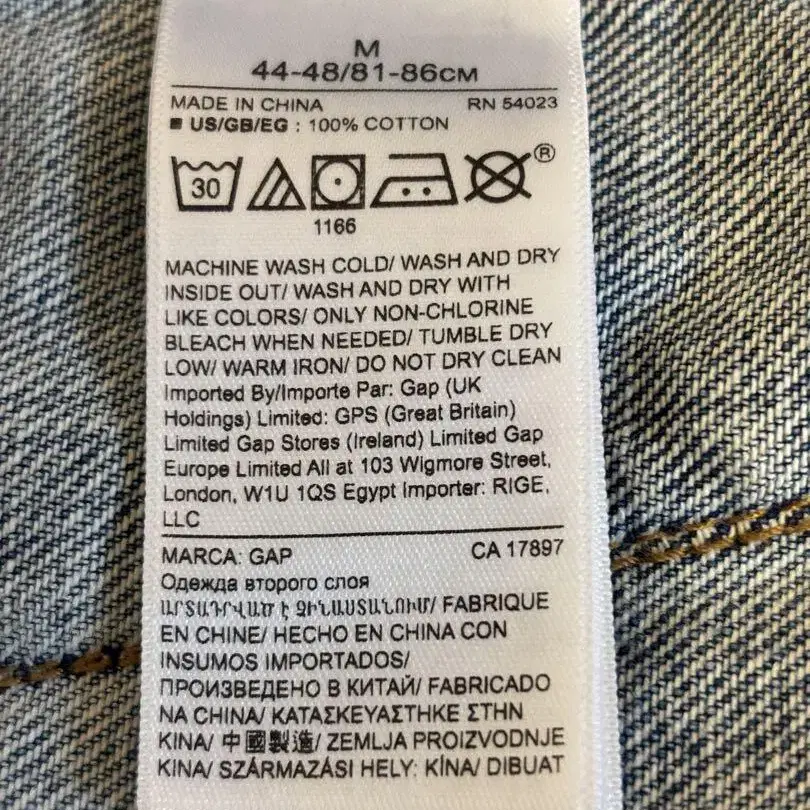 M
44-48/81-86CM
MADE IN CHINA RN 54023
US/GB/EG : 100% COTTON
30 ®
1166
MACHINE WASH COLD/ WASH AND DRY
INSIDE OUT/ WASH AND DRY WITH
LIKE COLORS/ ONLY NON-CHLORINE
BLEACH WHEN NEEDED/ TUMBLE DRY
LOW/ WARM IRON/ DO NOT DRY CLEAN
Imported By/Importe Par: Gap (UK
Holdings) Limited: GPS (Great Britain)
Limited Gap Stores (Ireland) Limited Gap
Europe Limited All at 103 Wigmore Street,
London, W1U 1QS Egypt Importer: RIGE,
LLC
MARCA: GAP CA 17897
Одежда второго слоя
ԱՐՏԱԴՐՎԱԾ Է ՉԻՆԱՍՏԱՆՈՒՄ/ FABRIQUE
EN CHINE/ HECHO EN CHINA CON
INSUMOS IMPORTADOS/
ПРОИЗВЕДЕНО В КИТАЙ/ FABRICADO
NA CHINA/ ΚΑΤΑΣΚΕΥΑΣΤΗΚΕ ΣΤΗΝ
ΚΙΝΑ/ 中國製造/ ZEMLJA PROIZVODNJE
KINA/ SZÁRMAZÁSI HELY: KÍNA/ DIBUAT